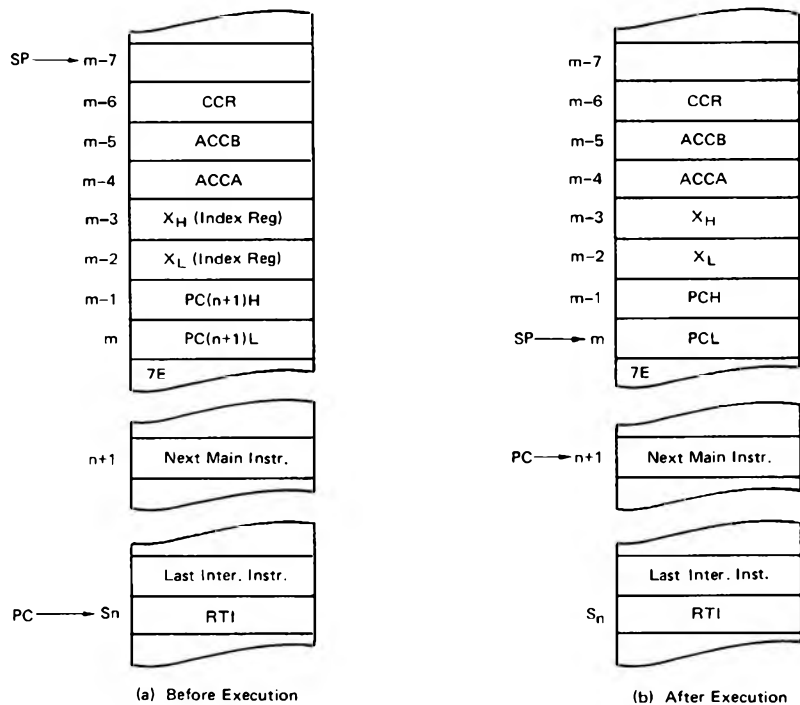 SP m-7
m-6 CCR
m-5 ACCB
m-4 ACCA
m-3 XH (Index Reg)
m-2 XL (Index Reg)
m-1 PC(n+1)H
m PC(n+1)L
7E
n+1 Next Main Instr.
Last Inter. Instr.
PC Sn RTI
(a) Before Execution
m-7
m-6 CCR
m-5 ACCB
m-4 ACCA
m-3 XH
m-2 XL
m-1 PCH
SP m PCL
7E
PC n+1 Next Main Instr.
Last Inter. Inst.
Sn RTI
(b) After Execution